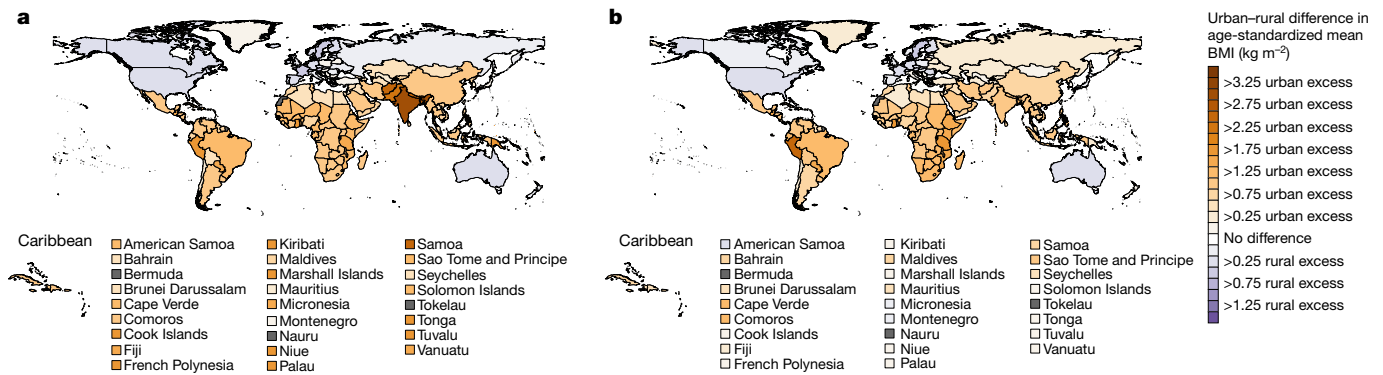 a
Caribbean
American Samoa
Bahrain
Bermuda
Brunei Darussalam
Cape Verde
Comoros
Cook Islands
Fiji
French Polynesia
Kiribati
Maldives
Marshall Islands
Mauritius
Micronesia
Montenegro
Nauru
Niue
Palau
Samoa
Sao Tome and Principe
Seychelles
Solomon Islands
Tokelau
Tonga
Tuvalu
Vanuatu
b
Caribbean
American Samoa
Bahrain
Bermuda
Brunei Darussalam
Cape Verde
Comoros
Cook Islands
Fiji
French Polynesia
Kiribati
Maldives
Marshall Islands
Mauritius
Micronesia
Montenegro
Nauru
Niue
Palau
Samoa
Sao Tome and Principe
Seychelles
Solomon Islands
Tokelau
Tonga
Tuvalu
Vanuatu
Urban–rural difference in
age-standardized mean
BMI (kg m⁻²)
>3.25 urban excess
>2.75 urban excess
>2.25 urban excess
>1.75 urban excess
>1.25 urban excess
>0.75 urban excess
>0.25 urban excess
No difference
>0.25 rural excess
>0.75 rural excess
>1.25 rural excess